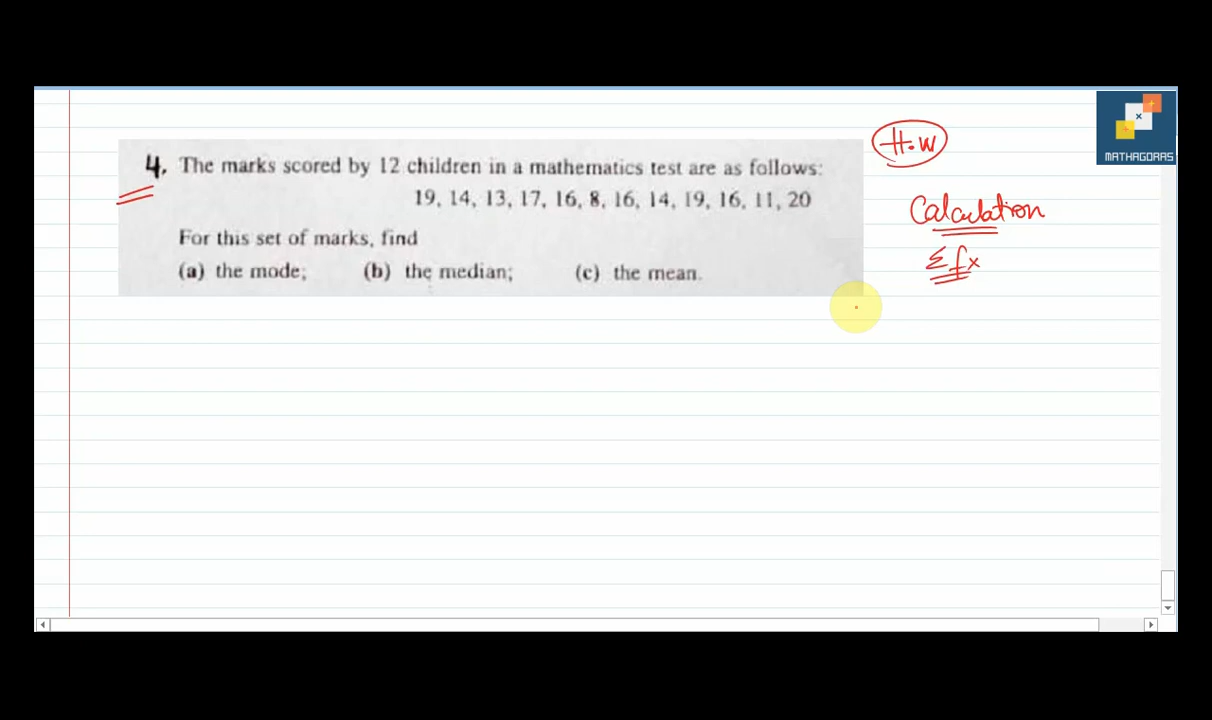 4. The marks scored by 12 children in a mathematics test are as follows:
19, 14, 13, 17, 16, 8, 16, 14, 19, 16, 11, 20
For this set of marks, find
(a) the mode; (b) the median; (c) the mean.
H.W
Calculation
Σfx
MATHAGORAS